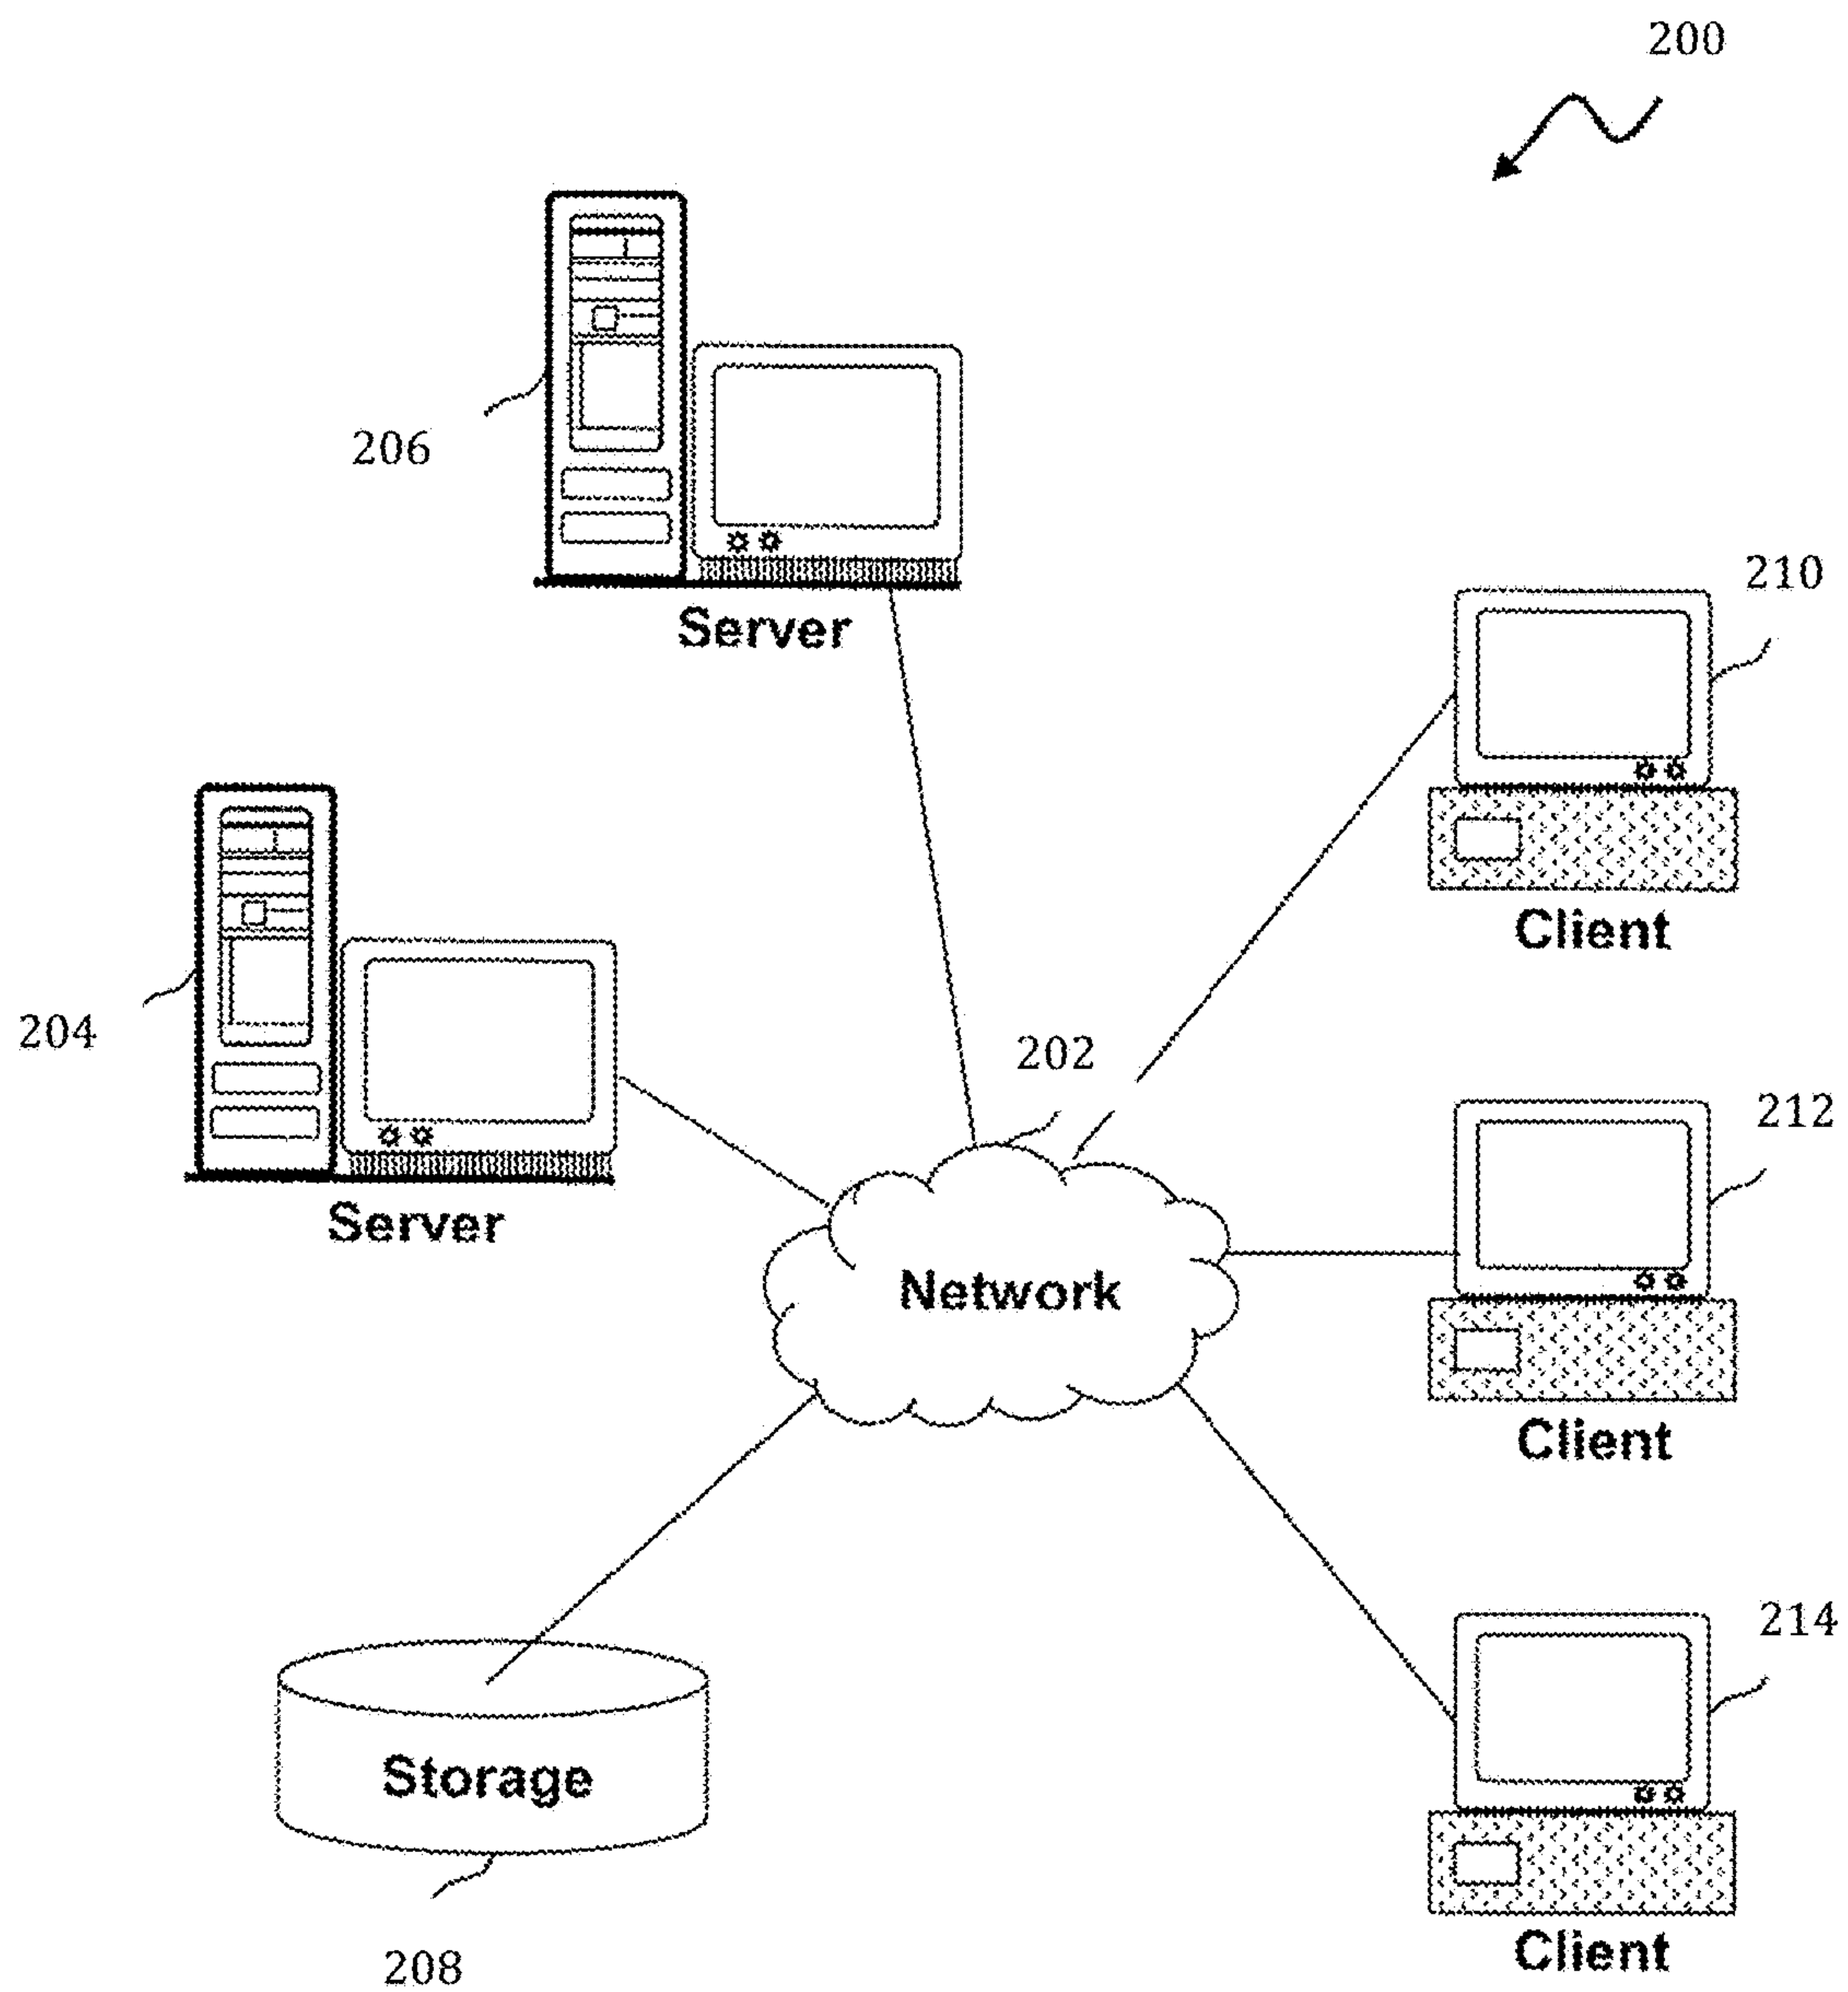 200
206
Server
210
Client
204
Server
202
212
Network
Client
214
Storage
Client
208